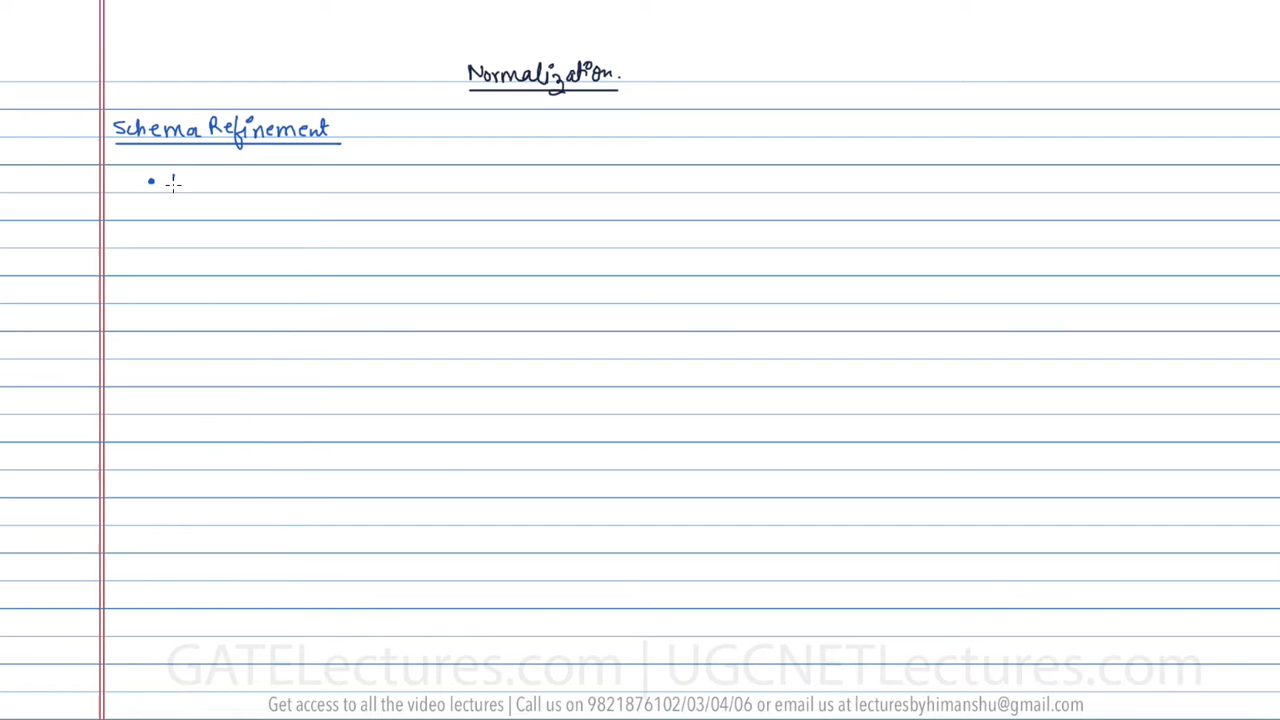 Normalization.
Schema Refinement
•
GATELectures.com | UGCNETLectures.com
Get access to all the video lectures | Call us on 9821876102/03/04/06 or email us at lecturesbyhimanshu@gmail.com